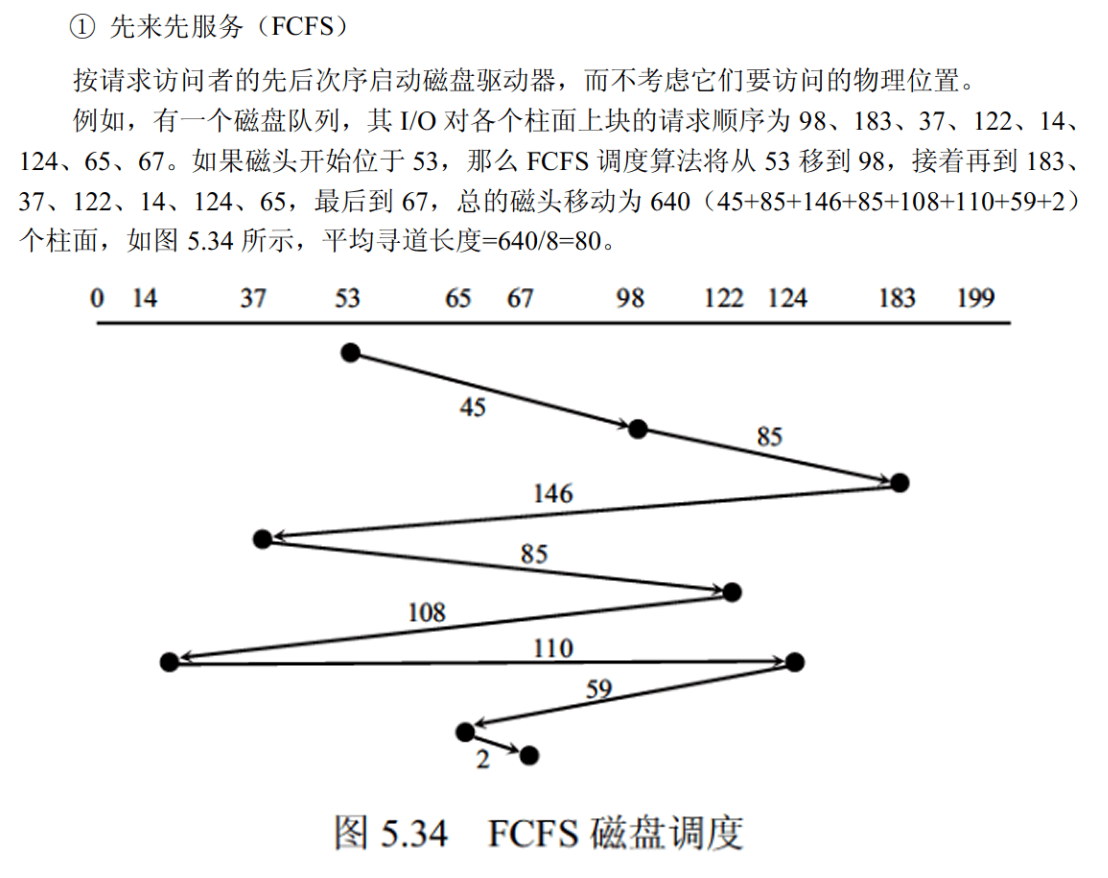 ① 先来先服务（FCFS）
按请求访问者的先后次序启动磁盘驱动器，而不考虑它们要访问的物理位置。
例如，有一个磁盘队列，其 I/O 对各个柱面上块的请求顺序为 98、183、37、122、14、
124、65、67。如果磁头开始位于 53，那么 FCFS 调度算法将从 53 移到 98，接着再到 183、
37、122、14、124、65，最后到 67，总的磁头移动为 640（45+85+146+85+108+110+59+2）
个柱面，如图 5.34 所示，平均寻道长度=640/8=80。
0 14 37 53 65 67 98 122 124 183 199
45
85
146
85
108
110
59
2
图 5.34 FCFS 磁盘调度